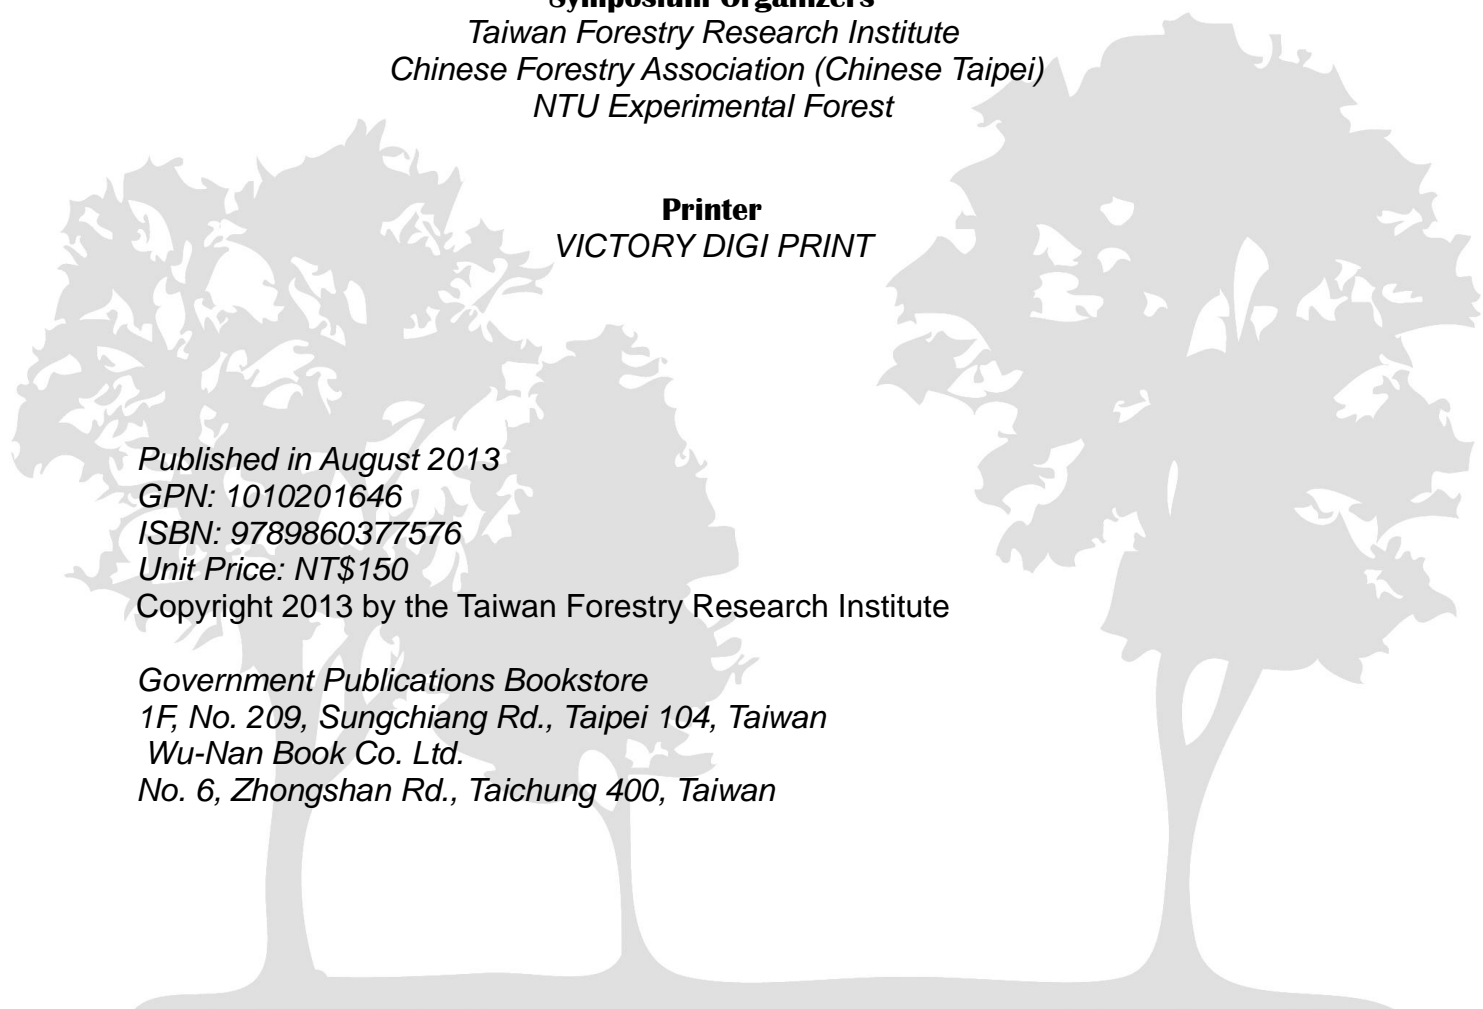 Symposium Organizers
Taiwan Forestry Research Institute
Chinese Forestry Association (Chinese Taipei)
NTU Experimental Forest
Printer
VICTORY DIGI PRINT
Published in August 2013
GPN: 1010201646
ISBN: 9789860377576
Unit Price: NT$150
Copyright 2013 by the Taiwan Forestry Research Institute
Government Publications Bookstore
1F, No. 209, Sungchiang Rd., Taipei 104, Taiwan
Wu-Nan Book Co. Ltd.
No. 6, Zhongshan Rd., Taichung 400, Taiwan